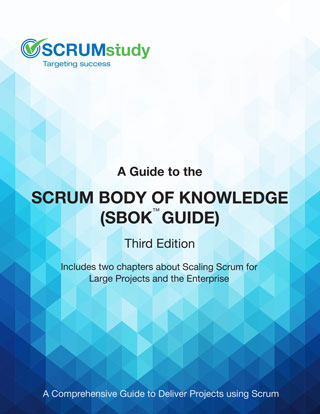 SCRUMstudy
Targeting success
A Guide to the
SCRUM BODY OF KNOWLEDGE
(SBOK™ GUIDE)
Third Edition
Includes two chapters about Scaling Scrum for
Large Projects and the Enterprise
A Comprehensive Guide to Deliver Projects using Scrum